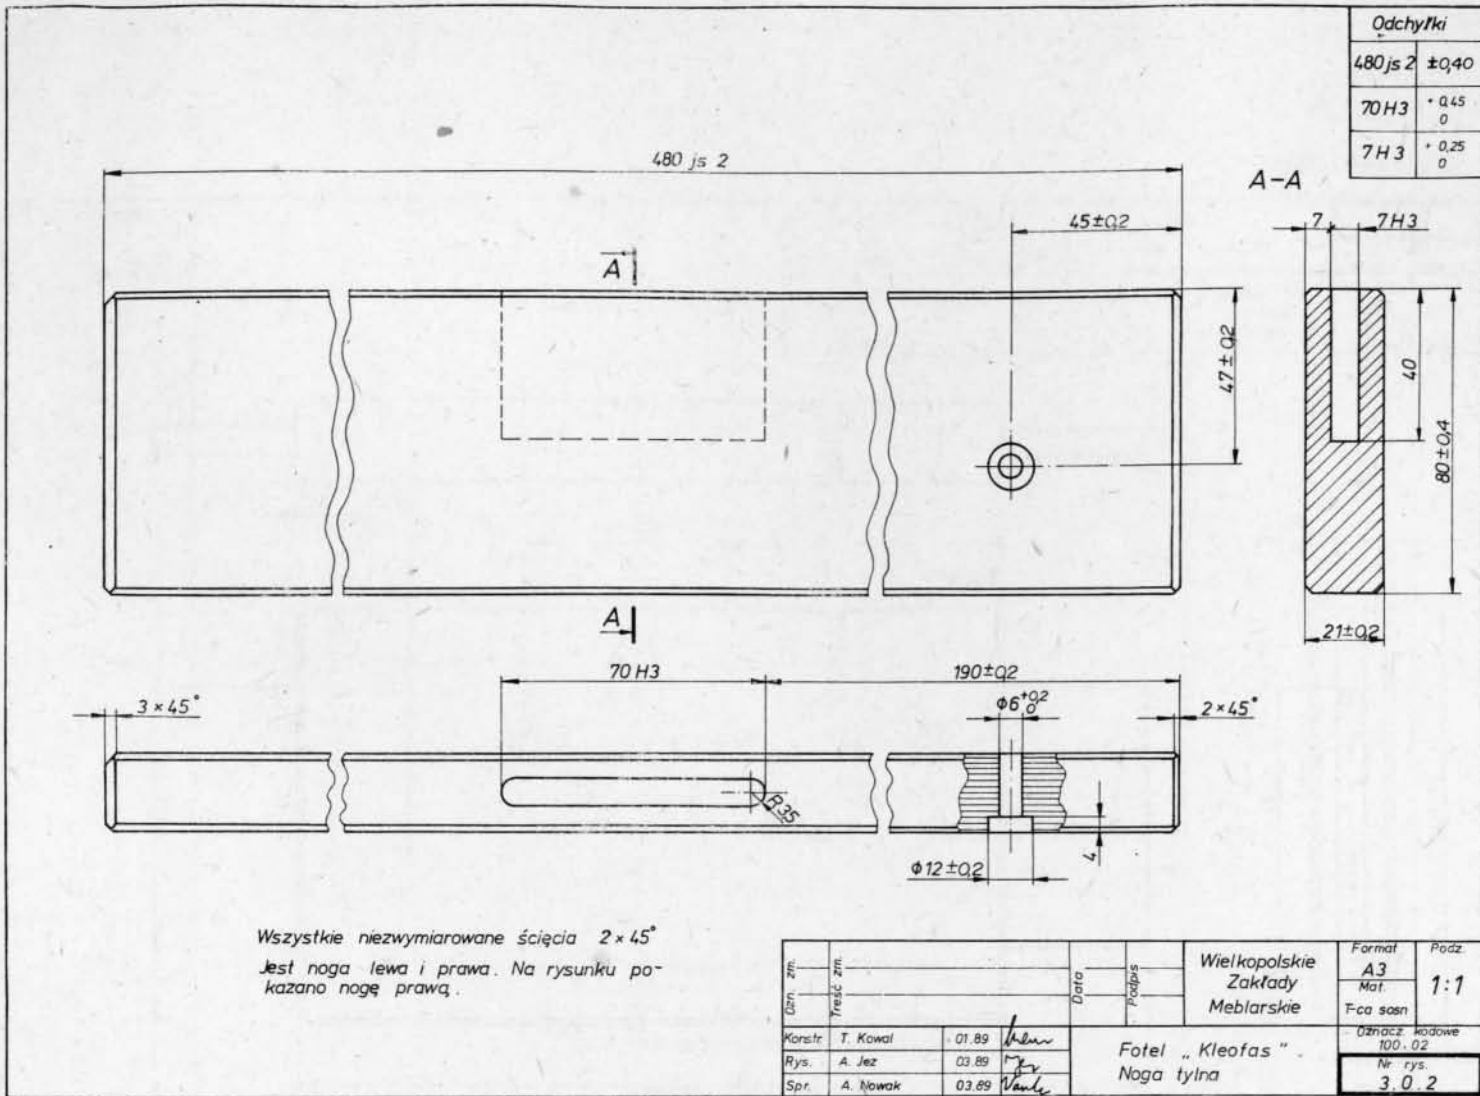 Odchyłki
480 js 2 ±0,40
70 H3 +0,45 0
7 H 3 +0,25 0
480 js 2
A-A
45±0,2
7 7 H3
A
47±0,2
40
80±0,4
A
21±0,2
70 H3 190±0,2
3×45° ϕ6 +0,2 0 2×45°
R3,5
4
ϕ12±0,2
Wszystkie niezwymiarowane ścięcia 2×45°
Jest noga lewa i prawa. Na rysunku po-
kazano nogę prawą.
Ozn. zm. Treść zm. Data Podpis
Wielkopolskie
Zakłady
Meblarskie
Format Podz.
A3
1:1
Mat.
T-ca sosn
Konstr. T. Kowal 01.89
Rys. A. Jez 03.89
Spr. A. Nowak 03.89
Fotel „Kleofas"
Noga tylna
Oznacz. kodowe
100.02
Nr rys.
3.0.2